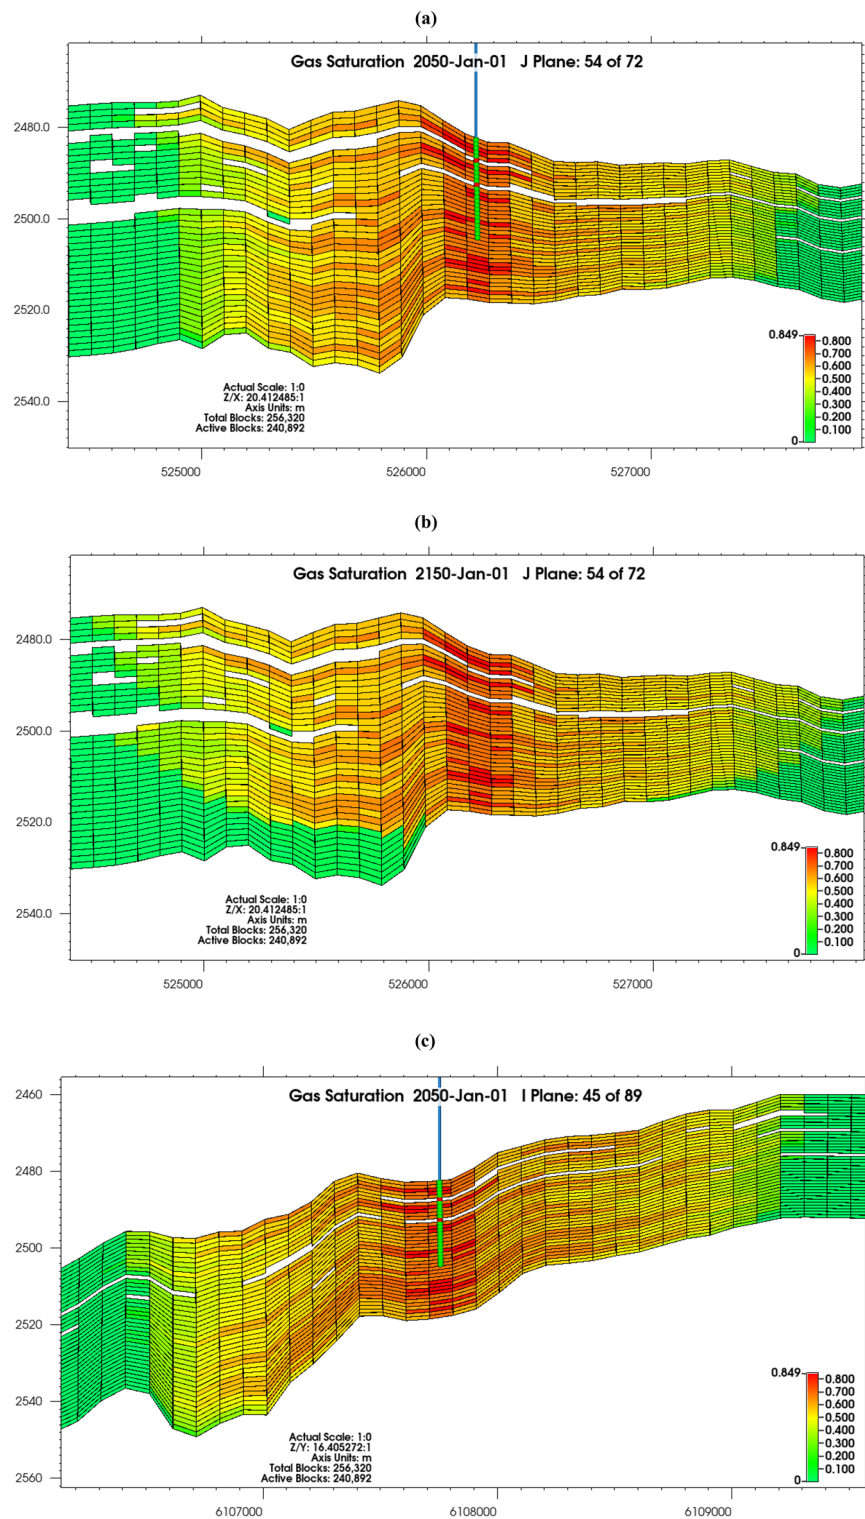 (a)
Gas Saturation 2050-Jan-01 J Plane: 54 of 72
2480.0
2500.0
2520.0
2540.0
0.849
0.800
0.700
0.600
0.500
0.400
0.300
0.200
0.100
0
Actual Scale: 1:0
Z/X: 20.412485:1
Axis Units: m
Total Blocks: 256,320
Active Blocks: 240,892
525000 526000 527000
(b)
Gas Saturation 2150-Jan-01 J Plane: 54 of 72
2480.0
2500.0
2520.0
2540.0
0.849
0.800
0.700
0.600
0.500
0.400
0.300
0.200
0.100
0
Actual Scale: 1:0
Z/X: 20.412485:1
Axis Units: m
Total Blocks: 256,320
Active Blocks: 240,892
525000 526000 527000
(c)
Gas Saturation 2050-Jan-01 I Plane: 45 of 89
2460
2480
2500
2520
2540
2560
0.849
0.800
0.700
0.600
0.500
0.400
0.300
0.200
0.100
0
Actual Scale: 1:0
Z/Y: 16.405272:1
Axis Units: m
Total Blocks: 256,320
Active Blocks: 240,892
6107000 6108000 6109000